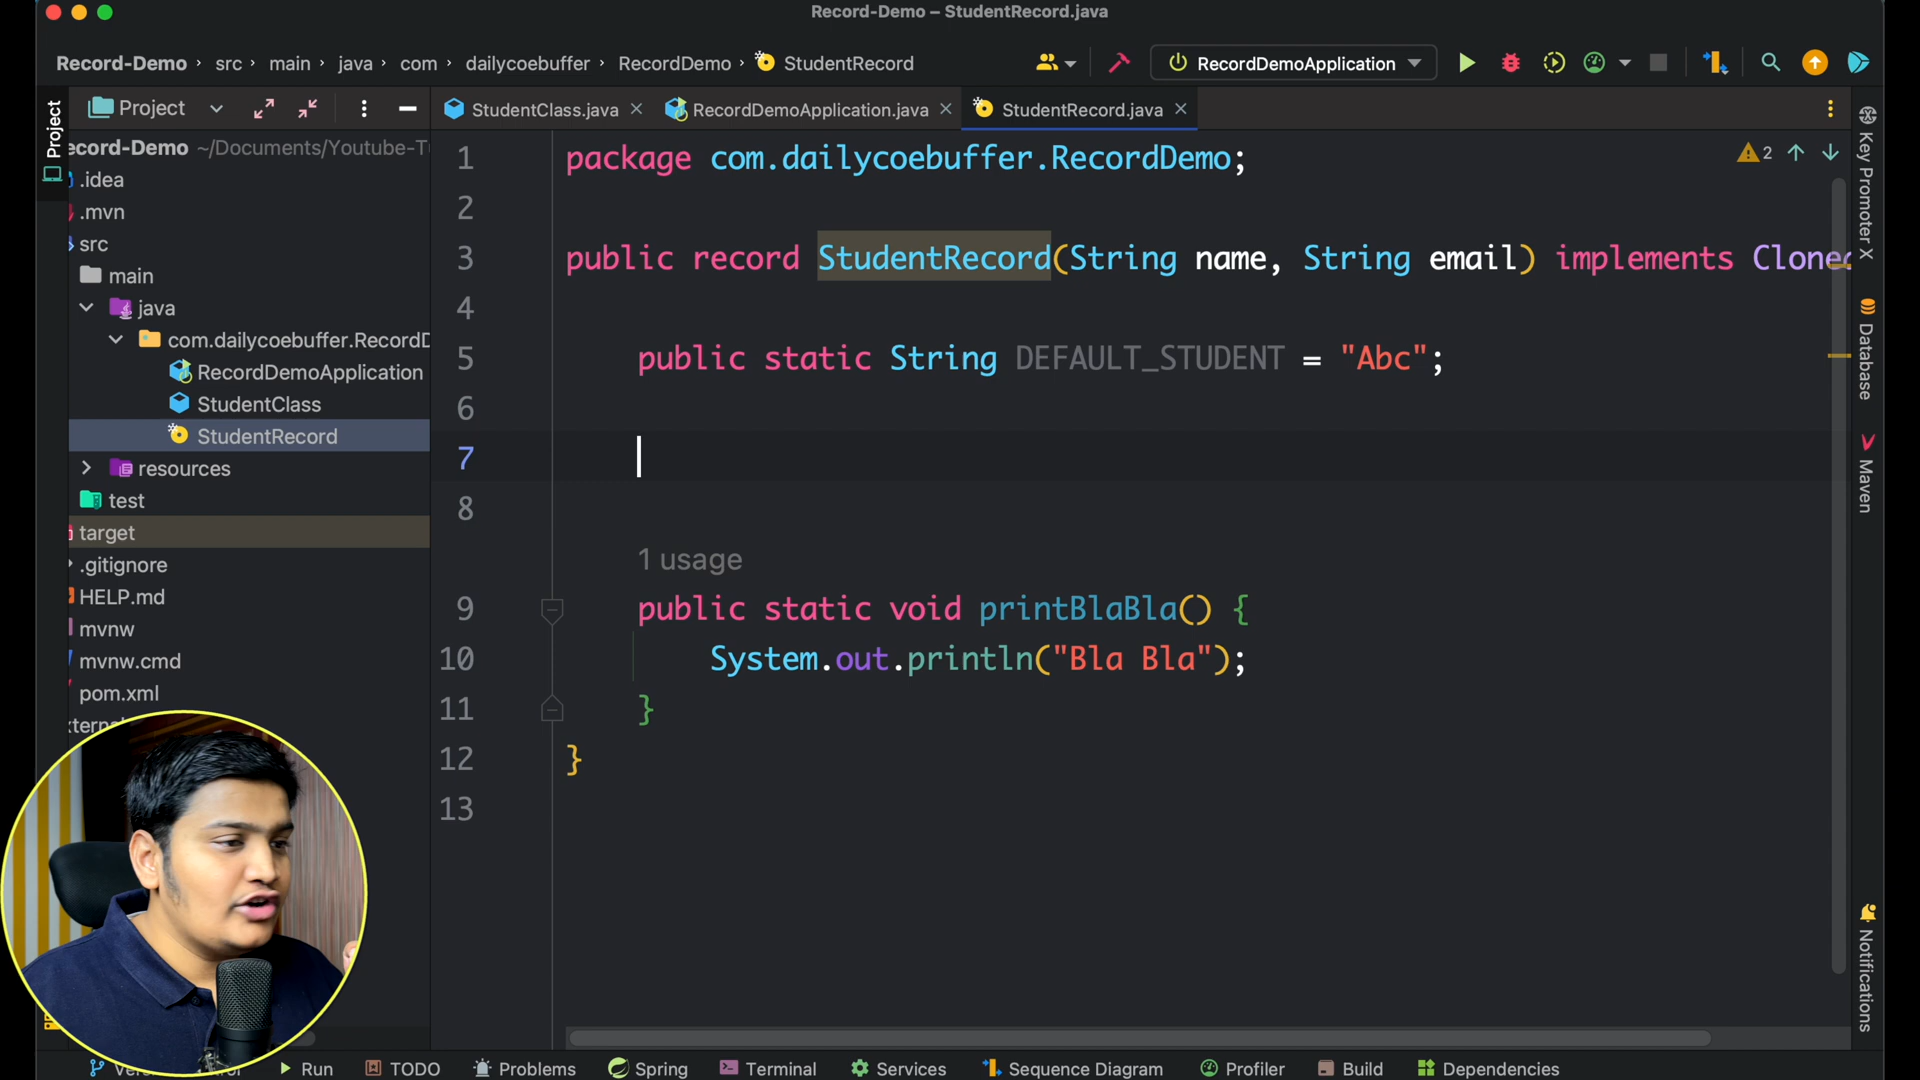 Record-Demo – StudentRecord.java
Record-Demo › src › main › java › com › dailycoebuffer › RecordDemo › StudentRecord
RecordDemoApplication
Project
Project
StudentClass.java
RecordDemoApplication.java
StudentRecord.java
ecord-Demo ~/Documents/Youtube-T
.idea
.mvn
src
main
java
com.dailycoebuffer.RecordD
RecordDemoApplication
StudentClass
StudentRecord
resources
test
target
.gitignore
HELP.md
mvnw
mvnw.cmd
pom.xml
xtern
1 package com.dailycoebuffer.RecordDemo;
2
3 public record StudentRecord(String name, String email) implements Clonea
4
5 public static String DEFAULT_STUDENT = "Abc";
6
7
8
1 usage
9 public static void printBlaBla() {
10 System.out.println("Bla Bla");
11 }
12 }
13
2
Key Promoter X
Database
Maven
Notifications
Run
TODO
Problems
Spring
Terminal
Services
Sequence Diagram
Profiler
Build
Dependencies